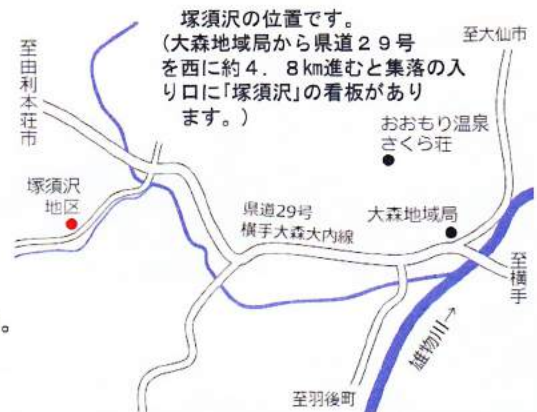 塚須沢の位置です。
(大森地域局から県道２９号
を西に約４．８km進むと集落の入
り口に「塚須沢」の看板があり
ます。)
至大仙市
至由利本荘市
おおもり温泉
さくら荘
塚須沢
地区
県道29号
横手大森大内線
大森地域局
至横手
雄物川→
至羽後町
。